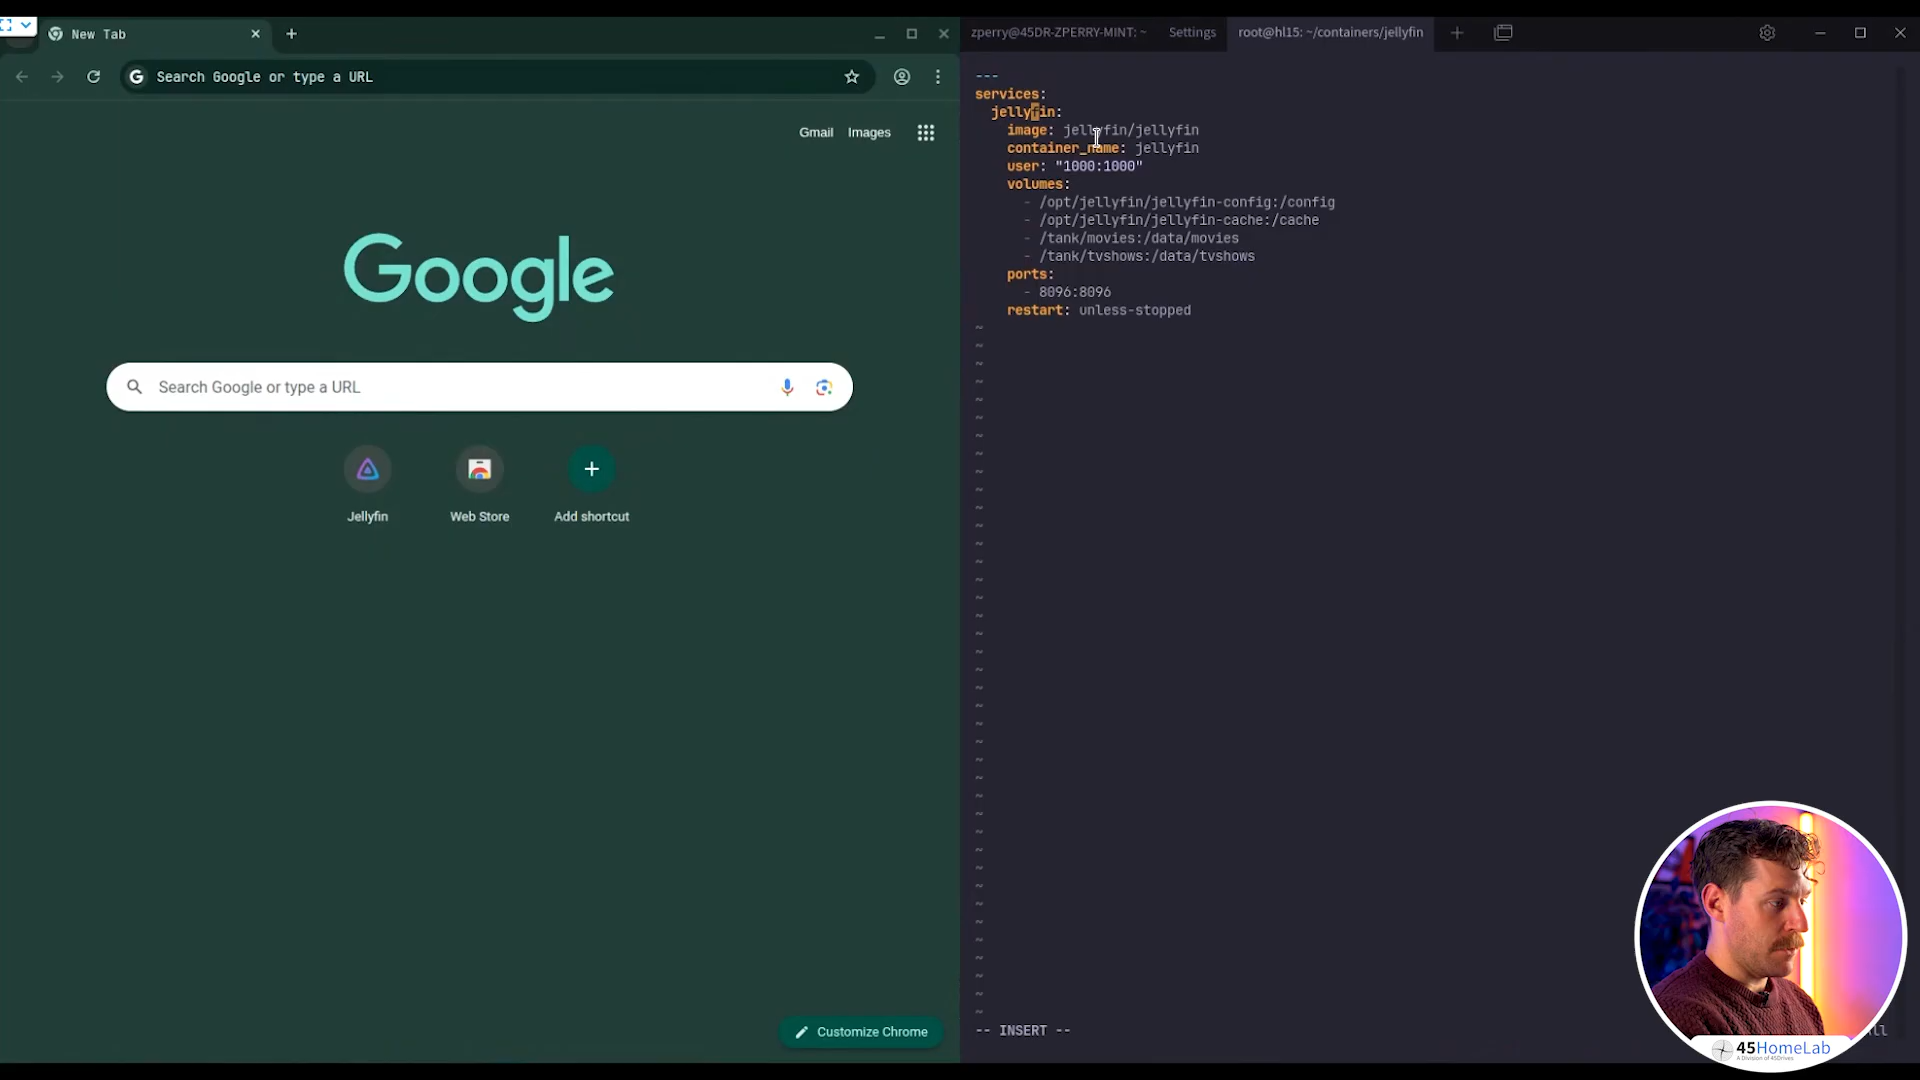 New Tab
Search Google or type a URL
Gmail Images
Google
Search Google or type a URL
Jellyfin Web Store Add shortcut
Customize Chrome
zperry@45DR-ZPERRY-MINT: ~ Settings root@hl15: ~/containers/jellyfin
---
services:
  jellyfin:
    image: jellyfin/jellyfin
    container_name: jellyfin
    user: "1000:1000"
    volumes:
      - /opt/jellyfin/jellyfin-config:/config
      - /opt/jellyfin/jellyfin-cache:/cache
      - /tank/movies:/data/movies
      - /tank/tvshows:/data/tvshows
    ports:
      - 8096:8096
    restart: unless-stopped
-- INSERT --
45HomeLab
A Division of 45Drives